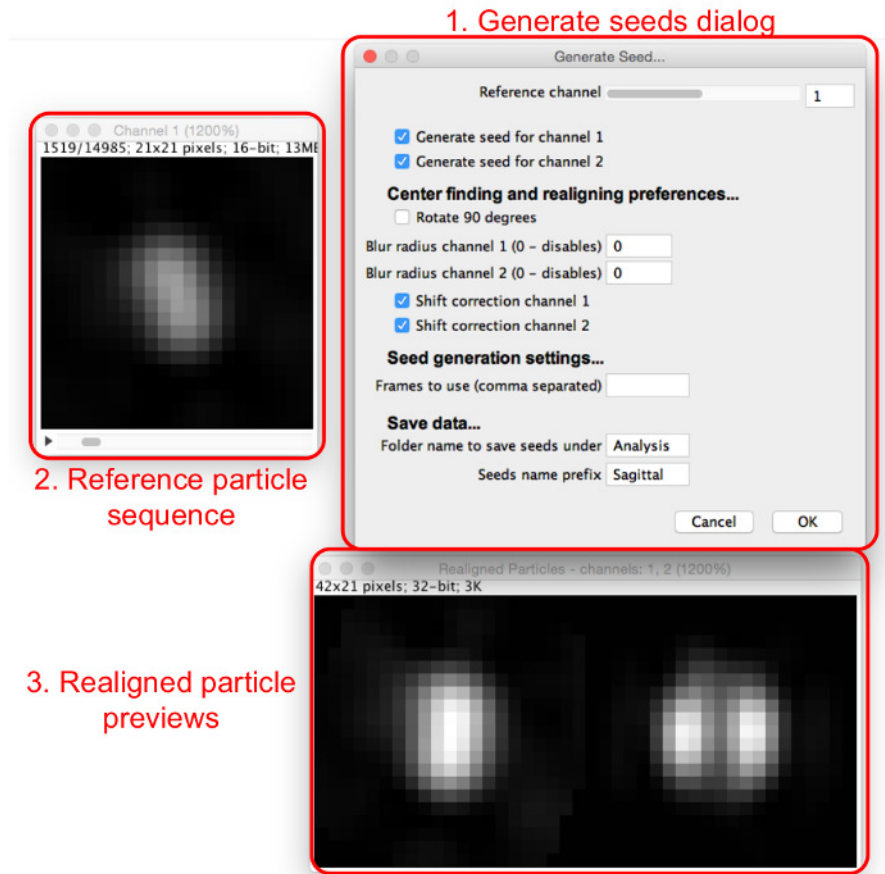 1. Generate seeds dialog
Generate Seed...
Reference channel 1
Generate seed for channel 1
Generate seed for channel 2
Center finding and realigning preferences...
Rotate 90 degrees
Blur radius channel 1 (0 - disables) 0
Blur radius channel 2 (0 - disables) 0
Shift correction channel 1
Shift correction channel 2
Seed generation settings...
Frames to use (comma separated)
Save data...
Folder name to save seeds under Analysis
Seeds name prefix Sagittal
Cancel OK
Channel 1 (1200%)
1519/14985; 21x21 pixels; 16-bit; 13MB
2. Reference particle
sequence
Realigned Particles - channels: 1, 2 (1200%)
42x21 pixels; 32-bit; 3K
3. Realigned particle
previews